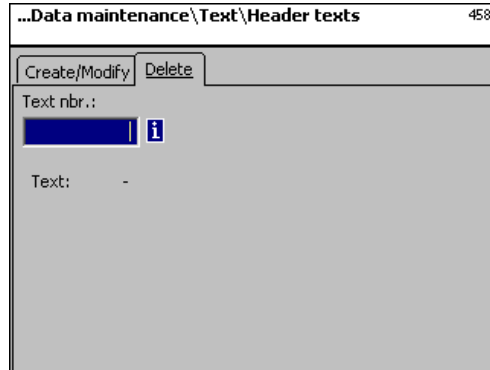 ...Data maintenance\Text\Header texts 458
Create/Modify Delete
Text nbr.:
i
Text: -